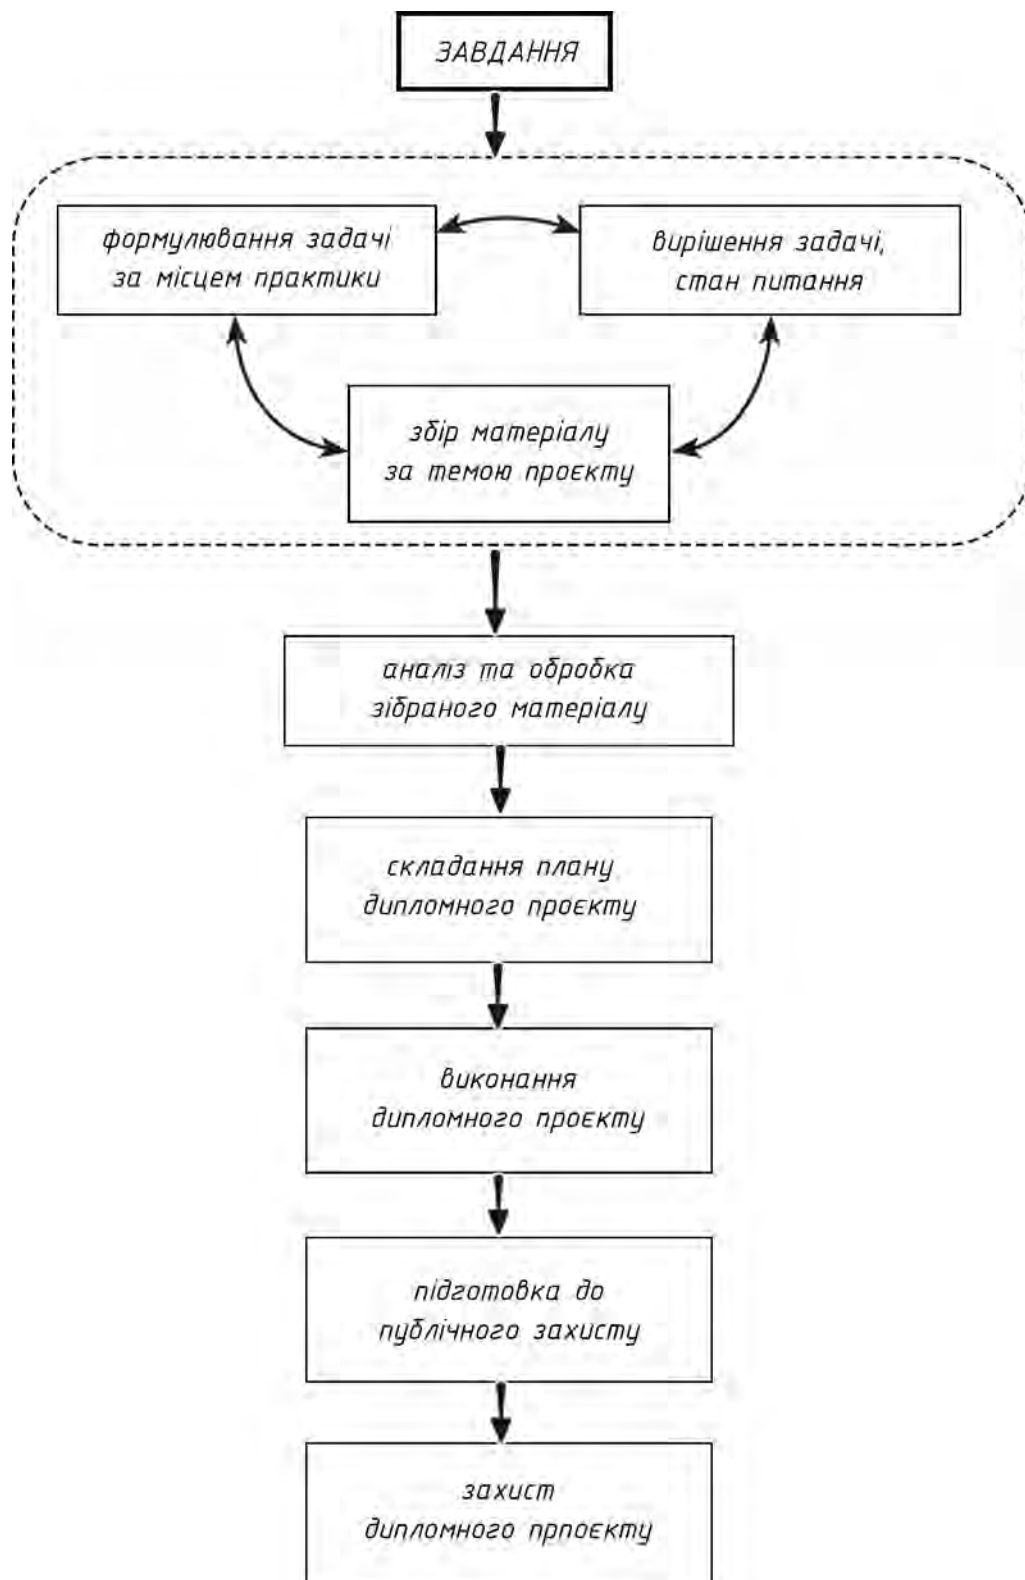 ЗАВДАННЯ
формулювання задачі
за місцем практики
вирішення задачі,
стан питання
збір матеріалу
за темою проєкту
аналіз та обробка
зібраного матеріалу
складання плану
дипломного проєкту
виконання
дипломного проєкту
підготовка до
публічного захисту
захист
дипломного прпоєкту